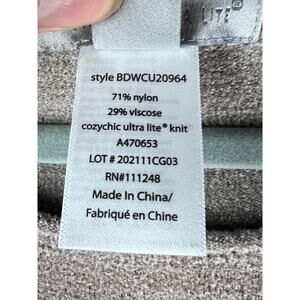 A LITE®
style BDWCU20964
71% nylon
29% viscose
cozychic ultra lite® knit
A470653
LOT # 202111CG03
RN#111248
Made In China/
Fabriqué en Chine